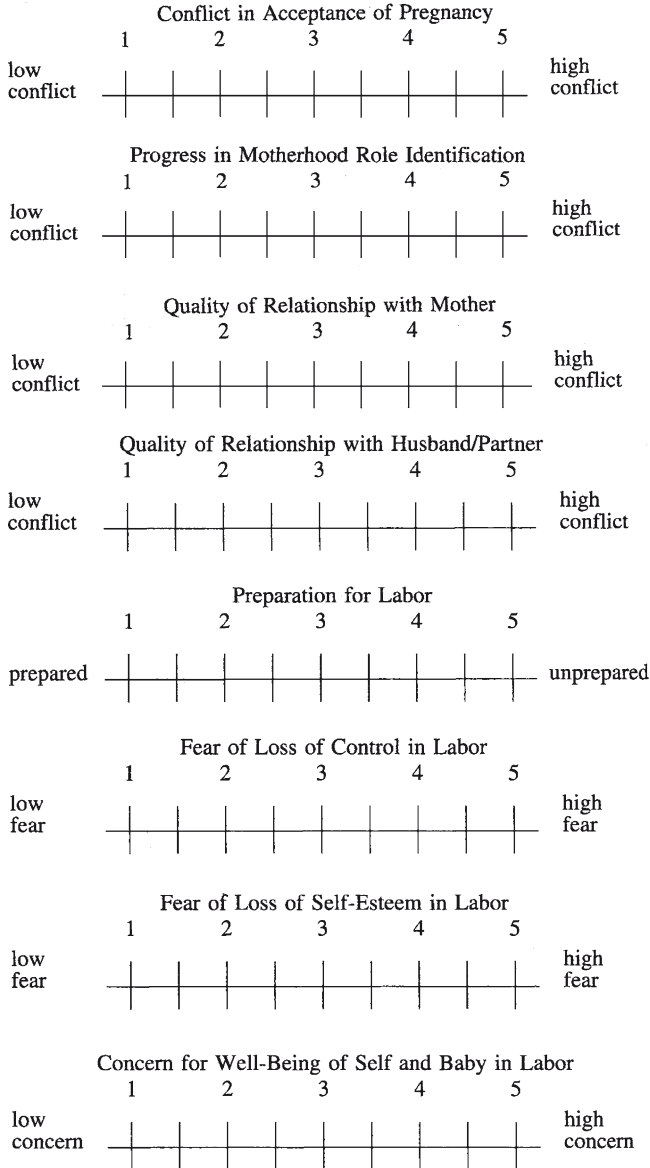 Conflict in Acceptance of Pregnancy
1 2 3 4 5
low conflict
high conflict
Progress in Motherhood Role Identification
1 2 3 4 5
low conflict
high conflict
Quality of Relationship with Mother
1 2 3 4 5
low conflict
high conflict
Quality of Relationship with Husband/Partner
1 2 3 4 5
low conflict
high conflict
Preparation for Labor
1 2 3 4 5
prepared
unprepared
Fear of Loss of Control in Labor
1 2 3 4 5
low fear
high fear
Fear of Loss of Self-Esteem in Labor
1 2 3 4 5
low fear
high fear
Concern for Well-Being of Self and Baby in Labor
1 2 3 4 5
low concern
high concern